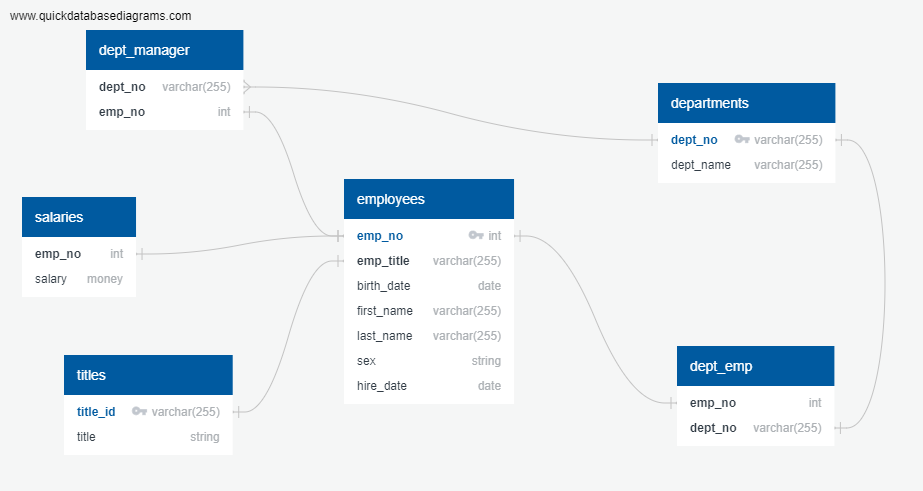 www.quickdatabasediagrams.com
dept_manager
dept_no varchar(255)
emp_no int
departments
dept_no varchar(255)
dept_name varchar(255)
employees
emp_no int
emp_title varchar(255)
birth_date date
first_name varchar(255)
last_name varchar(255)
sex string
hire_date date
salaries
emp_no int
salary money
titles
title_id varchar(255)
title string
dept_emp
emp_no int
dept_no varchar(255)